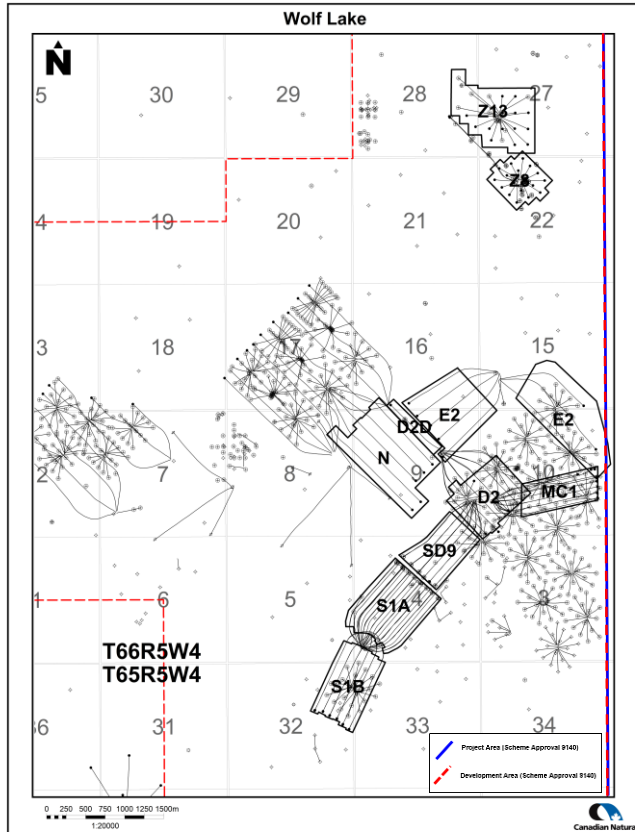 Wolf Lake
N
5 30 29 28 27
Z13
Z8
4 19 20 21 22
3 18 17 16 15
E2 E2
D2D
N
2 7 8 9 10
D2 MC1
SD9
6 5 4 3
S1A
T66R5W4
T65R5W4
S1B
36 31 32 33 34
Project Area (Scheme Approval 9140)
Development Area (Scheme Approval 9140)
0 250 500 750 1000 1250 1500m
1:20000
Canadian Natural